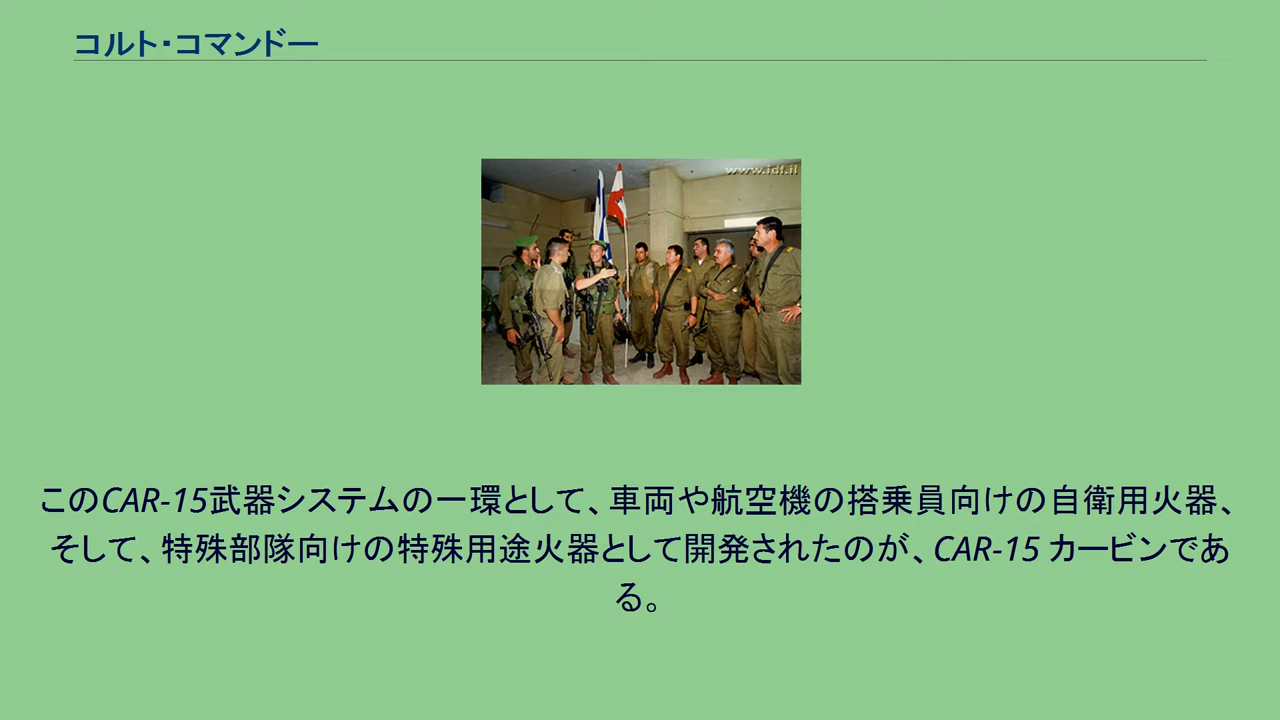 コルト・コマンドー
www.idf.il
このCAR-15武器システムの一環として、車両や航空機の搭乗員向けの自衛用火器、
そして、特殊部隊向けの特殊用途火器として開発されたのが、CAR-15 カービンであ
る。